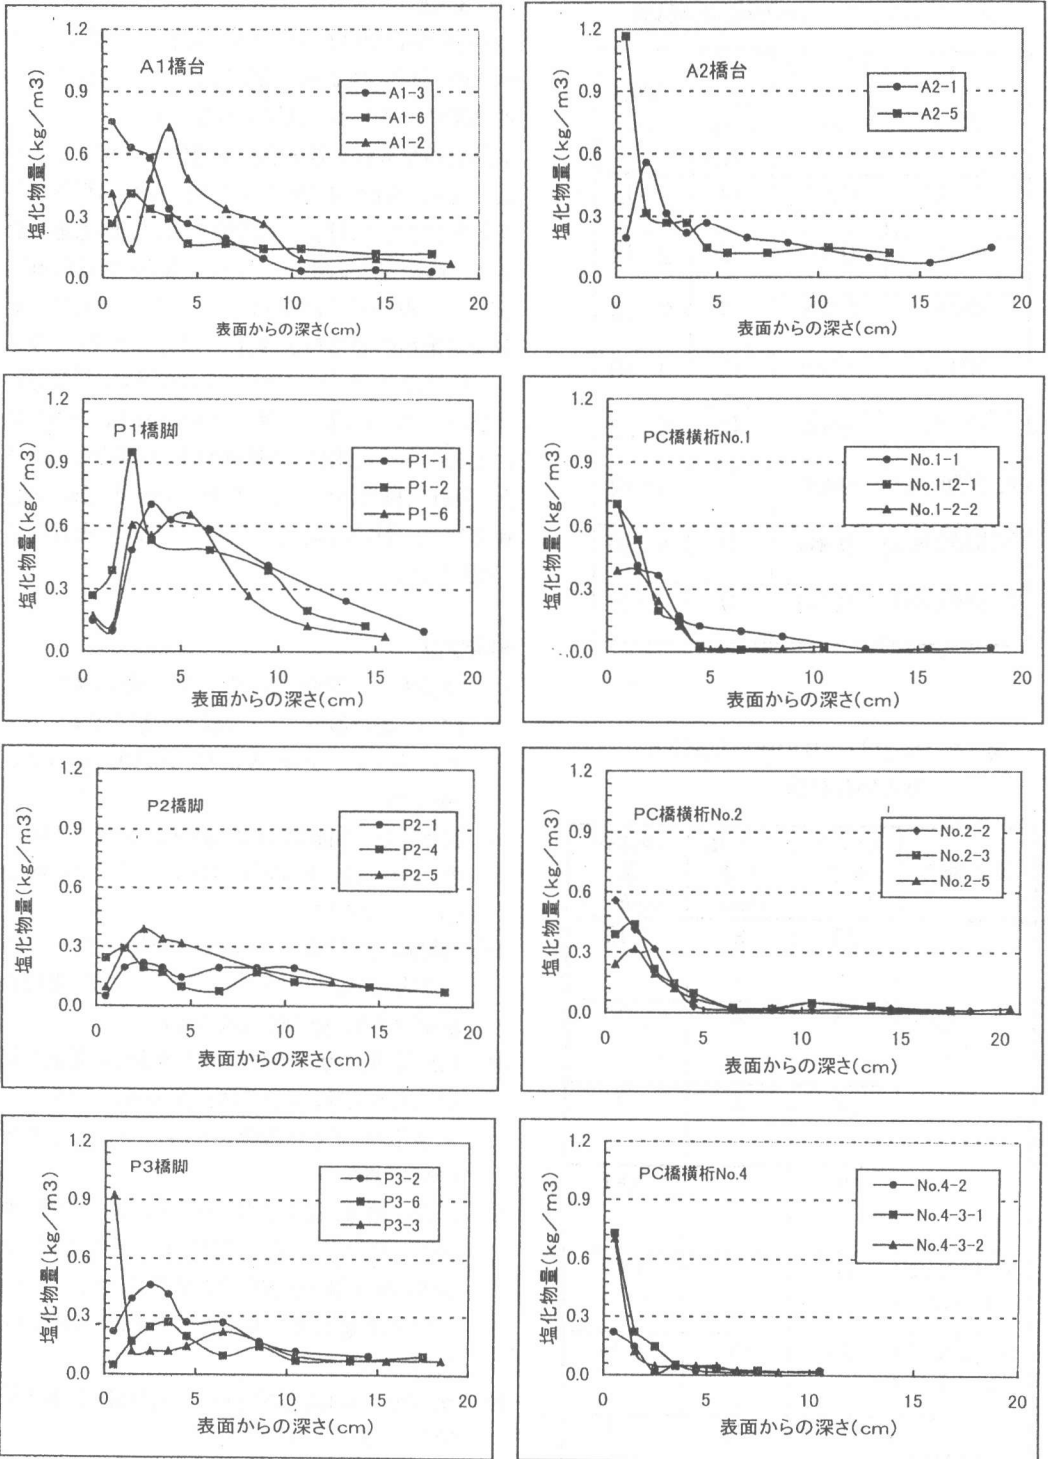 A1橋台
塩化物量(kg/m3)
1.2
0.9
0.6
0.3
0.0
A1-3
A1-6
A1-2
0 5 10 15 20
表面からの深さ(cm)
A2橋台
塩化物量(kg/m3)
1.2
0.9
0.6
0.3
0.0
A2-1
A2-5
0 5 10 15 20
表面からの深さ(cm)
P1橋脚
塩化物量(kg/m3)
1.2
0.9
0.6
0.3
0.0
P1-1
P1-2
P1-6
0 5 10 15 20
表面からの深さ(cm)
PC橋横桁No.1
塩化物量(kg/m3)
1.2
0.9
0.6
0.3
0.0
No.1-1
No.1-2-1
No.1-2-2
0 5 10 15 20
表面からの深さ(cm)
P2橋脚
塩化物量(kg/m3)
1.2
0.9
0.6
0.3
0.0
P2-1
P2-4
P2-5
0 5 10 15 20
表面からの深さ(cm)
PC橋横桁No.2
塩化物量(kg/m3)
1.2
0.9
0.6
0.3
0.0
No.2-2
No.2-3
No.2-5
0 5 10 15 20
表面からの深さ(cm)
P3橋脚
塩化物量(kg/m3)
1.2
0.9
0.6
0.3
0.0
P3-2
P3-6
P3-3
0 5 10 15 20
表面からの深さ(cm)
PC橋横桁No.4
塩化物量(kg/m3)
1.2
0.9
0.6
0.3
0.0
No.4-2
No.4-3-1
No.4-3-2
0 5 10 15 20
表面からの深さ(cm)